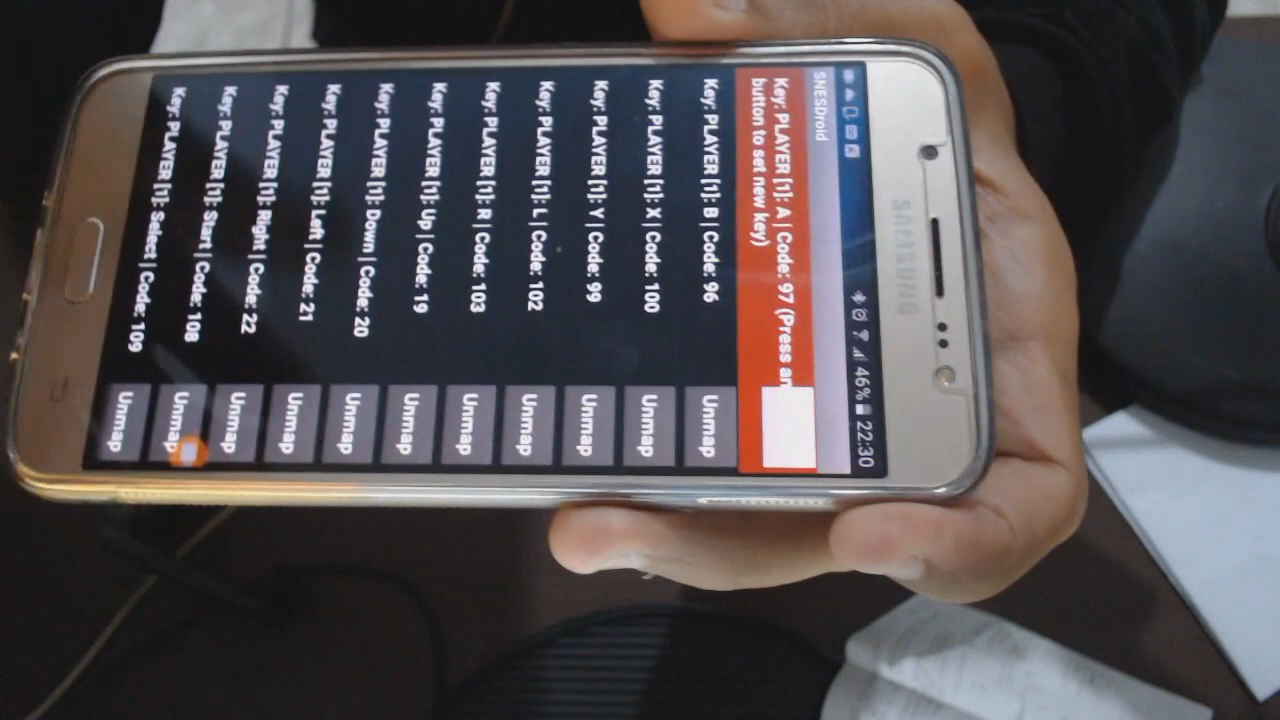 SAMSUNG
46% 22:30
SNESDroid
Key: PLAYER [1]: A | Code: 97 (Press an
button to set new key)
Key: PLAYER [1]: B | Code: 96 Unmap
Key: PLAYER [1]: X | Code: 100 Unmap
Key: PLAYER [1]: Y | Code: 99 Unmap
Key: PLAYER [1]: L | Code: 102 Unmap
Key: PLAYER [1]: R | Code: 103 Unmap
Key: PLAYER [1]: Up | Code: 19 Unmap
Key: PLAYER [1]: Down | Code: 20 Unmap
Key: PLAYER [1]: Left | Code: 21 Unmap
Key: PLAYER [1]: Right | Code: 22 Unmap
Key: PLAYER [1]: Start | Code: 108 Unmap
Key: PLAYER [1]: Select | Code: 109 Unmap